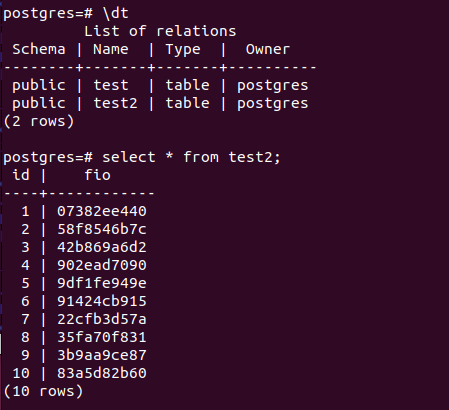 postgres=# \dt
         List of relations
 Schema | Name  | Type  |  Owner
--------+-------+-------+----------
 public | test  | table | postgres
 public | test2 | table | postgres
(2 rows)

postgres=# select * from test2;
 id |    fio
----+------------
  1 | 07382ee440
  2 | 58f8546b7c
  3 | 42b869a6d2
  4 | 902ead7090
  5 | 9df1fe949e
  6 | 91424cb915
  7 | 22cfb3d57a
  8 | 35fa70f831
  9 | 3b9aa9ce87
 10 | 83a5d82b60
(10 rows)